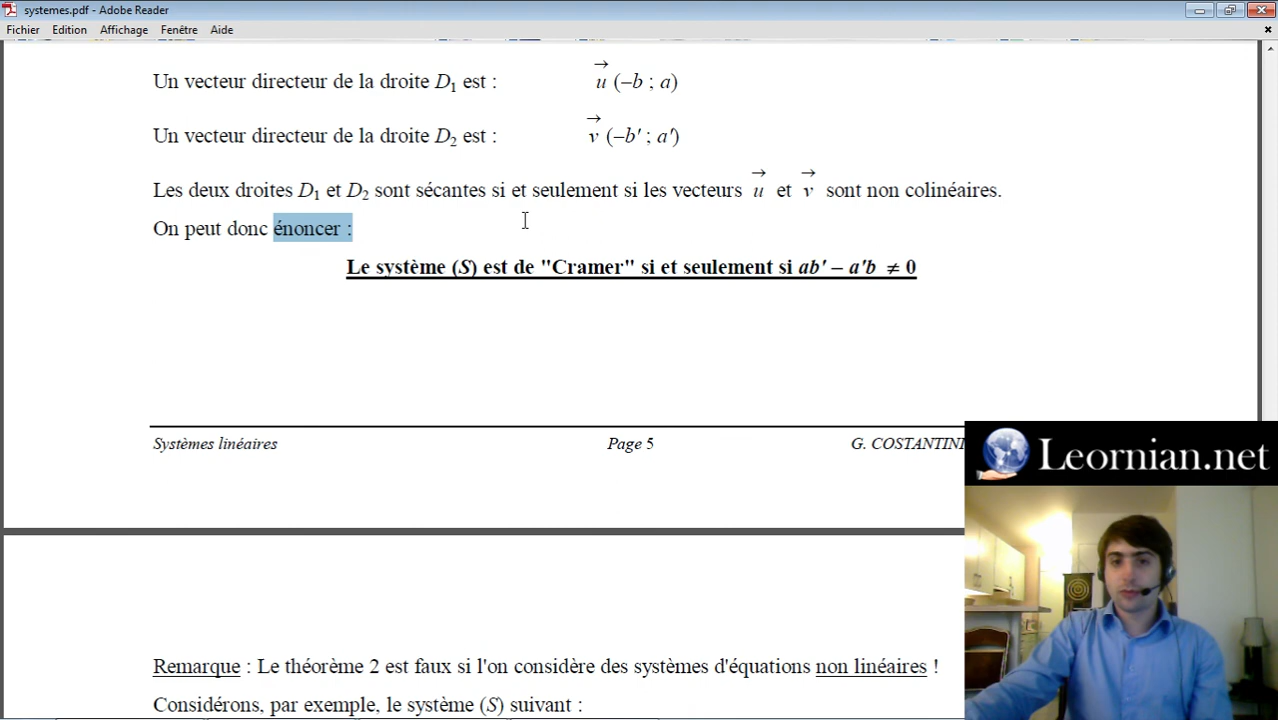 systemes.pdf - Adobe Reader
Fichier Edition Affichage Fenêtre Aide
Un vecteur directeur de la droite D₁ est : u⃗ (–b ; a)
Un vecteur directeur de la droite D₂ est : v⃗ (–b′ ; a′)
Les deux droites D₁ et D₂ sont sécantes si et seulement si les vecteurs u⃗ et v⃗ sont non colinéaires.
On peut donc énoncer :
Le système (S) est de "Cramer" si et seulement si ab′ – a′b ≠ 0
Systèmes linéaires Page 5 G. COSTANTINI
Leornian.net
Remarque : Le théorème 2 est faux si l'on considère des systèmes d'équations non linéaires !
Considérons, par exemple, le système (S) suivant :